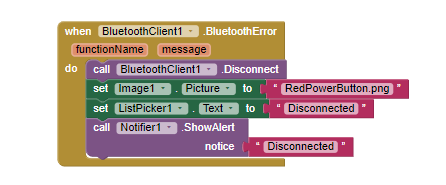 when BluetoothClient1 .BluetoothError
functionName message
do call BluetoothClient1 .Disconnect
set Image1 . Picture to " RedPowerButton.png "
set ListPicker1 . Text to " Disconnected "
call Notifier1 .ShowAlert
notice " Disconnected "